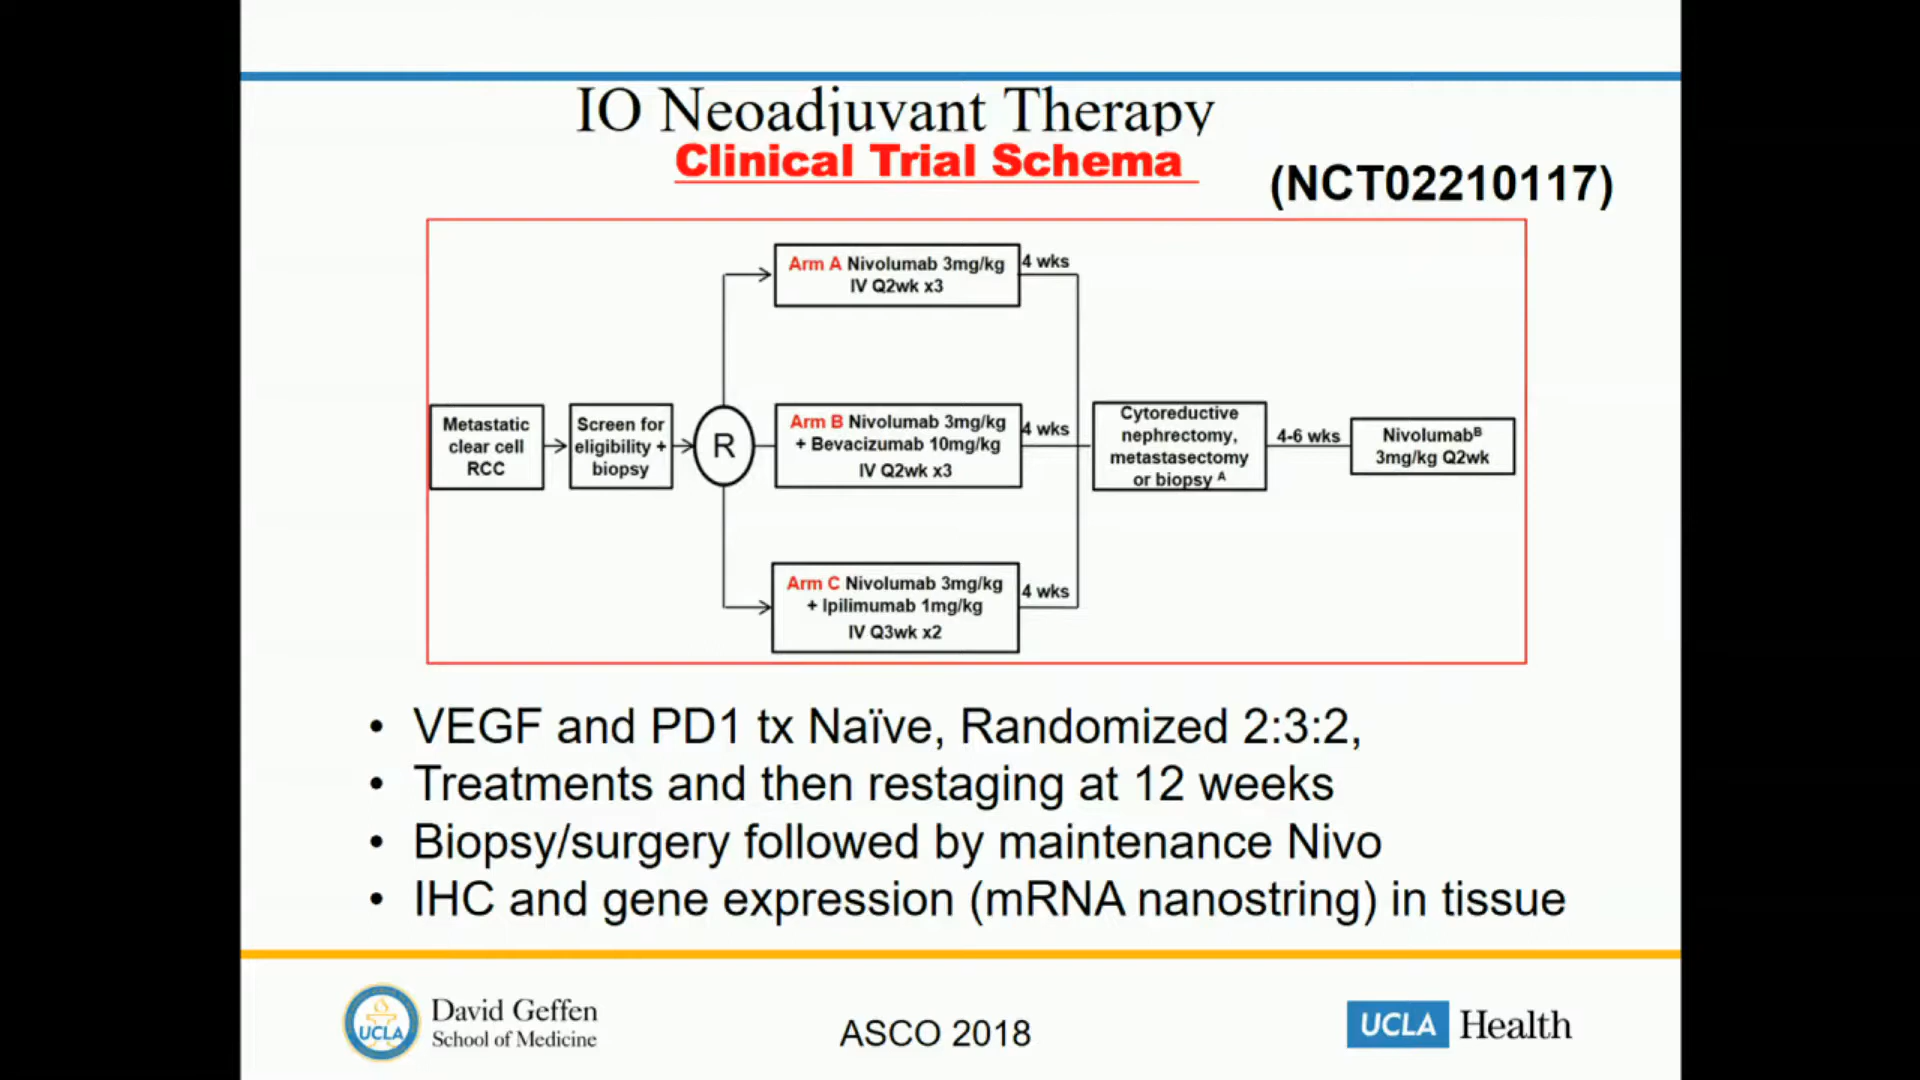 IO Neoadjuvant Therapy
Clinical Trial Schema
(NCT02210117)
Metastatic
clear cell
RCC
Screen for
eligibility +
biopsy
R
Arm A Nivolumab 3mg/kg
IV Q2wk x3
4 wks
Arm B Nivolumab 3mg/kg
+ Bevacizumab 10mg/kg
IV Q2wk x3
4 wks
Arm C Nivolumab 3mg/kg
+ Ipilimumab 1mg/kg
IV Q3wk x2
4 wks
Cytoreductive
nephrectomy,
metastasectomy
or biopsy A
4-6 wks
NivolumabB
3mg/kg Q2wk
• VEGF and PD1 tx Naïve, Randomized 2:3:2,
• Treatments and then restaging at 12 weeks
• Biopsy/surgery followed by maintenance Nivo
• IHC and gene expression (mRNA nanostring) in tissue
UCLA
David Geffen
School of Medicine
ASCO 2018
UCLA Health